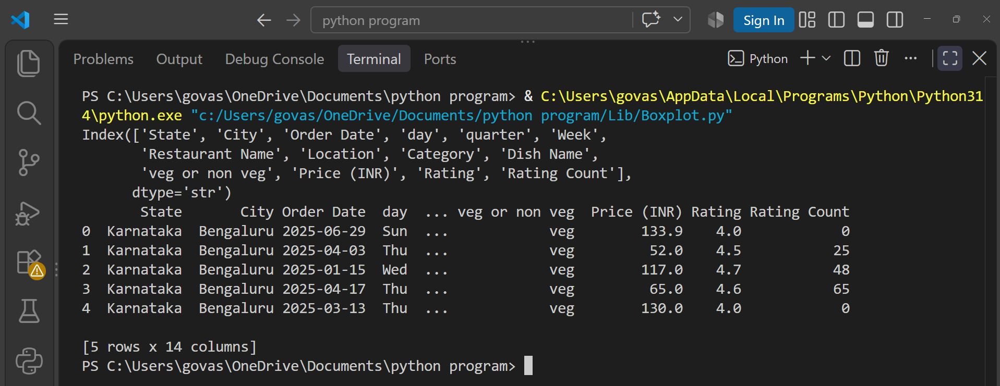 python program
Sign In
Problems Output Debug Console Terminal Ports Python
PS C:\Users\govas\OneDrive\Documents\python program> & C:\Users\govas\AppData\Local\Programs\Python\Python31
4\python.exe "c:/Users/govas/OneDrive/Documents/python program/Lib/Boxplot.py"
Index(['State', 'City', 'Order Date', 'day', 'quarter', 'Week',
'Restaurant Name', 'Location', 'Category', 'Dish Name',
'veg or non veg', 'Price (INR)', 'Rating', 'Rating Count'],
dtype='str')
State City Order Date day ... veg or non veg Price (INR) Rating Rating Count
0 Karnataka Bengaluru 2025-06-29 Sun ... veg 133.9 4.0 0
1 Karnataka Bengaluru 2025-04-03 Thu ... veg 52.0 4.5 25
2 Karnataka Bengaluru 2025-01-15 Wed ... veg 117.0 4.7 48
3 Karnataka Bengaluru 2025-04-17 Thu ... veg 65.0 4.6 65
4 Karnataka Bengaluru 2025-03-13 Thu ... veg 130.0 4.0 0
[5 rows x 14 columns]
PS C:\Users\govas\OneDrive\Documents\python program>